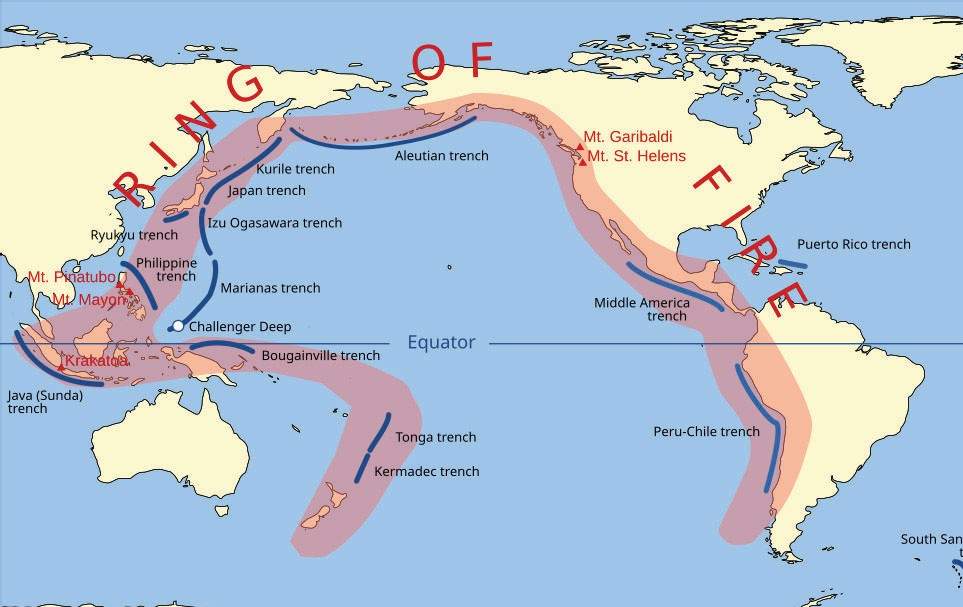 RING OF FIRE
Mt. Garibaldi
Mt. St. Helens
Aleutian trench
Kurile trench
Japan trench
Izu Ogasawara trench
Ryukyu trench
Philippine
trench
Mt. Pinatubo
Mt. Mayon
Marianas trench
Challenger Deep
Puerto Rico trench
Middle America
trench
Equator
Krakatoa
Bougainville trench
Java (Sunda)
trench
Peru-Chile trench
Tonga trench
Kermadec trench
South San
t